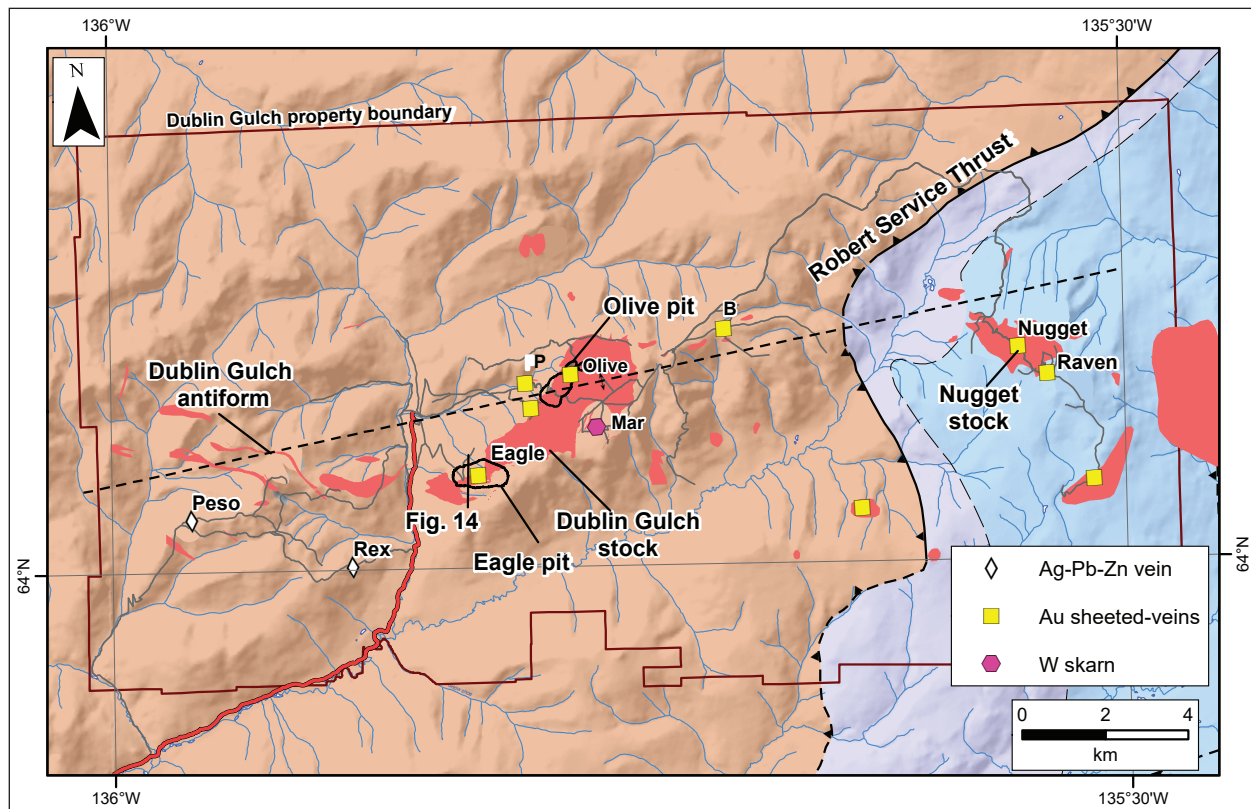 136°W
135°30'W
N
Dublin Gulch property boundary
Robert Service Thrust
Olive pit
B
Nugget
P
Olive
Raven
Dublin Gulch
antiform
Nugget
stock
Mar
Eagle
Peso
Fig. 14
Dublin Gulch
stock
Rex
Eagle pit
64°N
64°N
Ag-Pb-Zn vein
Au sheeted-veins
W skarn
0
2
4
km
136°W
135°30'W